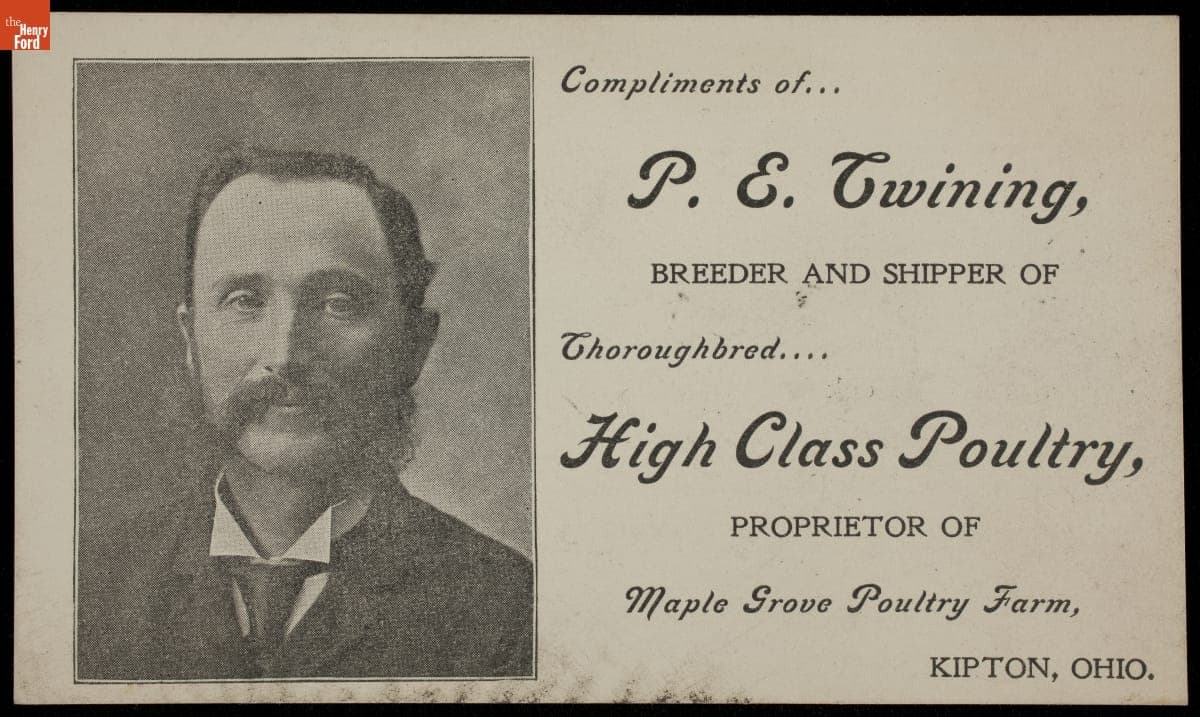 the
Henry
Ford
Compliments of...
P. E. Twining,
BREEDER AND SHIPPER OF
Thoroughbred....
High Class Poultry,
PROPRIETOR OF
Maple Grove Poultry Farm,
KIPTON, OHIO.